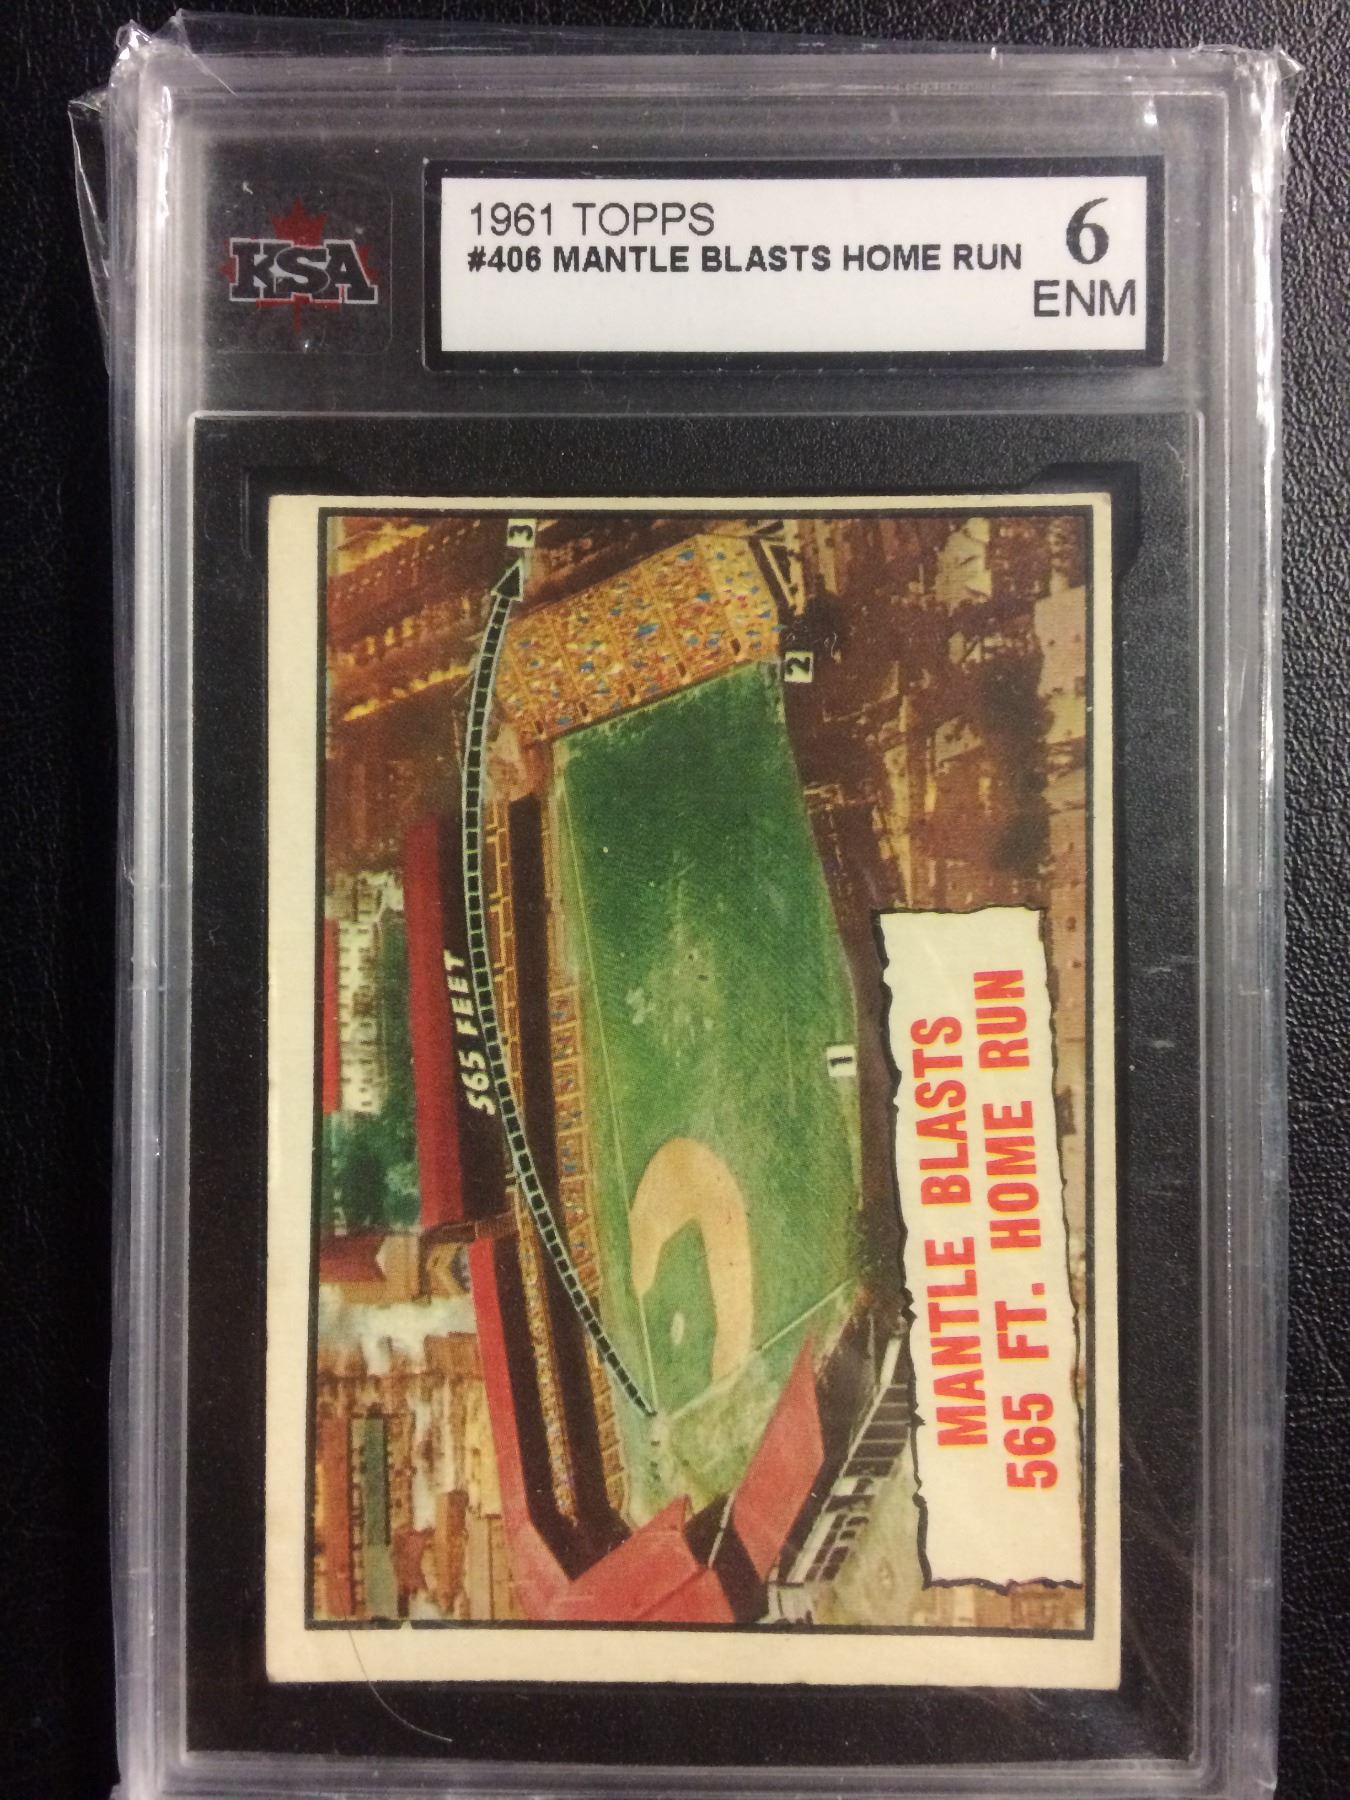 KSA
1961 TOPPS
#406 MANTLE BLASTS HOME RUN
6
ENM
3
2
565 FEET
1
MANTLE BLASTS
565 FT. HOME RUN